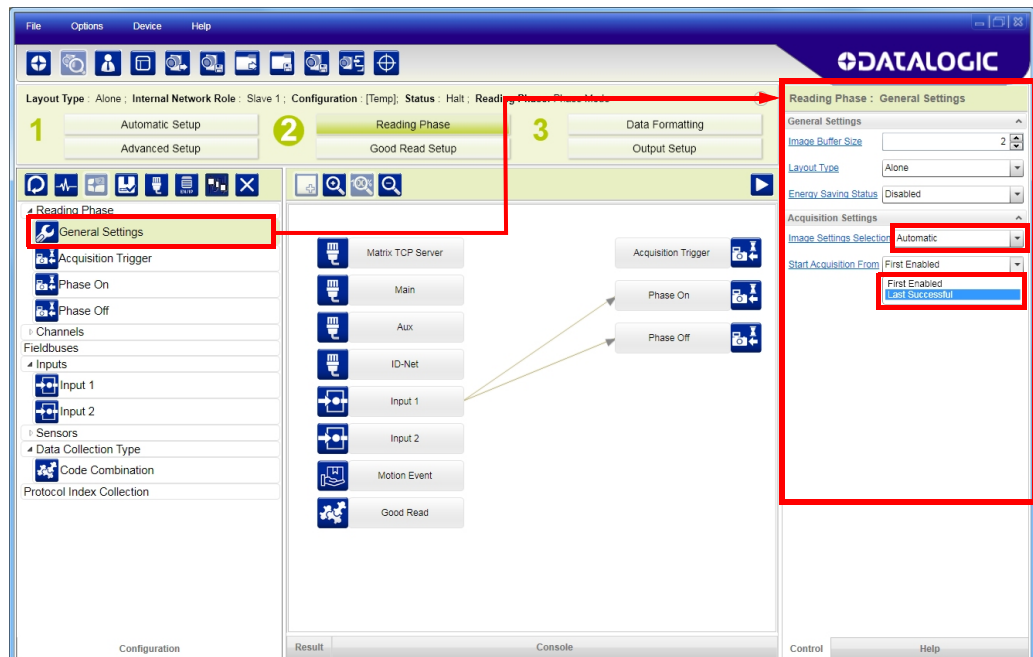 File Options Device Help
DATALOGIC
Layout Type : Alone ; Internal Network Role : Slave 1 ; Configuration : [Temp]; Status : Halt ; Reading Phase: Phase Mode
1 Automatic Setup
Advanced Setup
2 Reading Phase
Good Read Setup
3 Data Formatting
Output Setup
Reading Phase
General Settings
Acquisition Trigger
Phase On
Phase Off
Channels
Fieldbuses
Inputs
Input 1
Input 2
Sensors
Data Collection Type
Code Combination
Protocol Index Collection
Configuration
Matrix TCP Server
Main
Aux
ID-Net
Input 1
Input 2
Motion Event
Good Read
Acquisition Trigger
Phase On
Phase Off
Result Console
Reading Phase : General Settings
General Settings
Image Buffer Size 2
Layout Type Alone
Energy Saving Status Disabled
Acquisition Settings
Image Settings Selection Automatic
Start Acquisition From First Enabled
First Enabled
Last Successful
Control Help